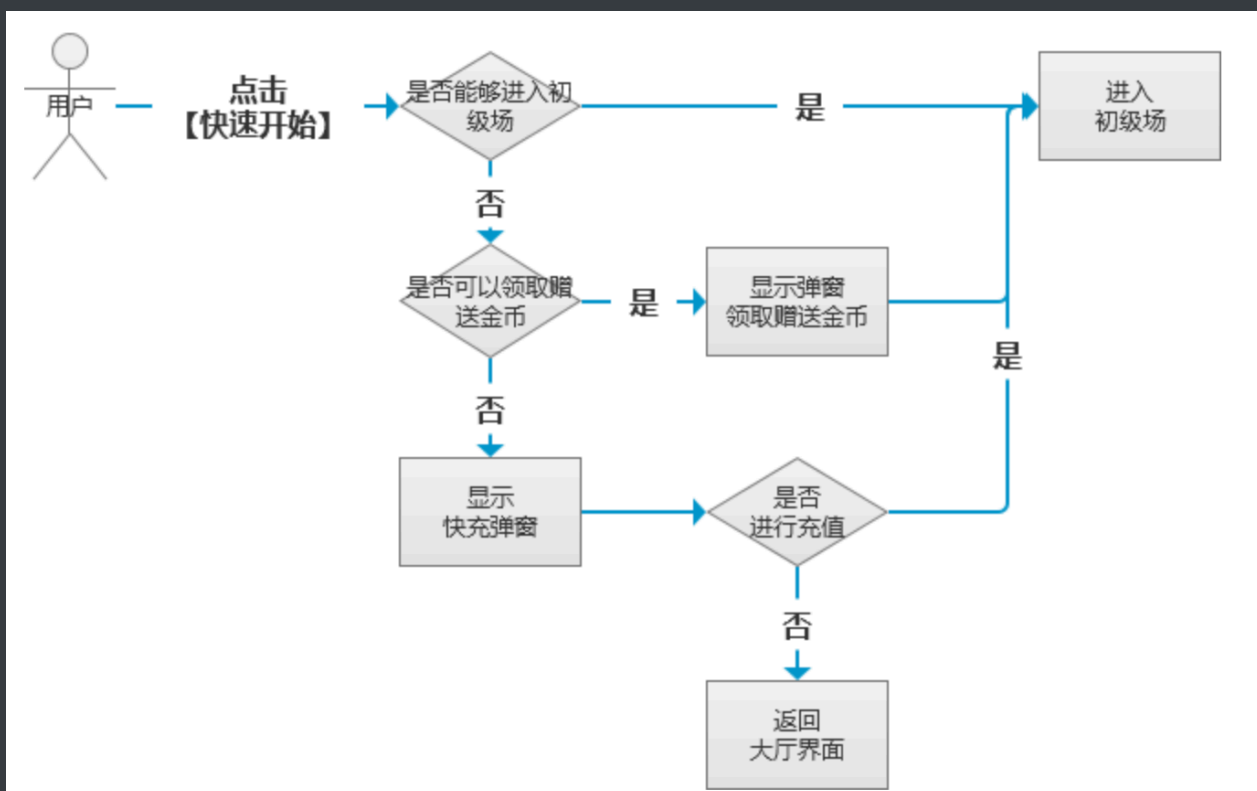 用户
点击
【快速开始】
是否能够进入初
级场
是
进入
初级场
否
是否可以领取赠
送金币
是
显示弹窗
领取赠送金币
是
否
显示
快充弹窗
是否
进行充值
否
返回
大厅界面